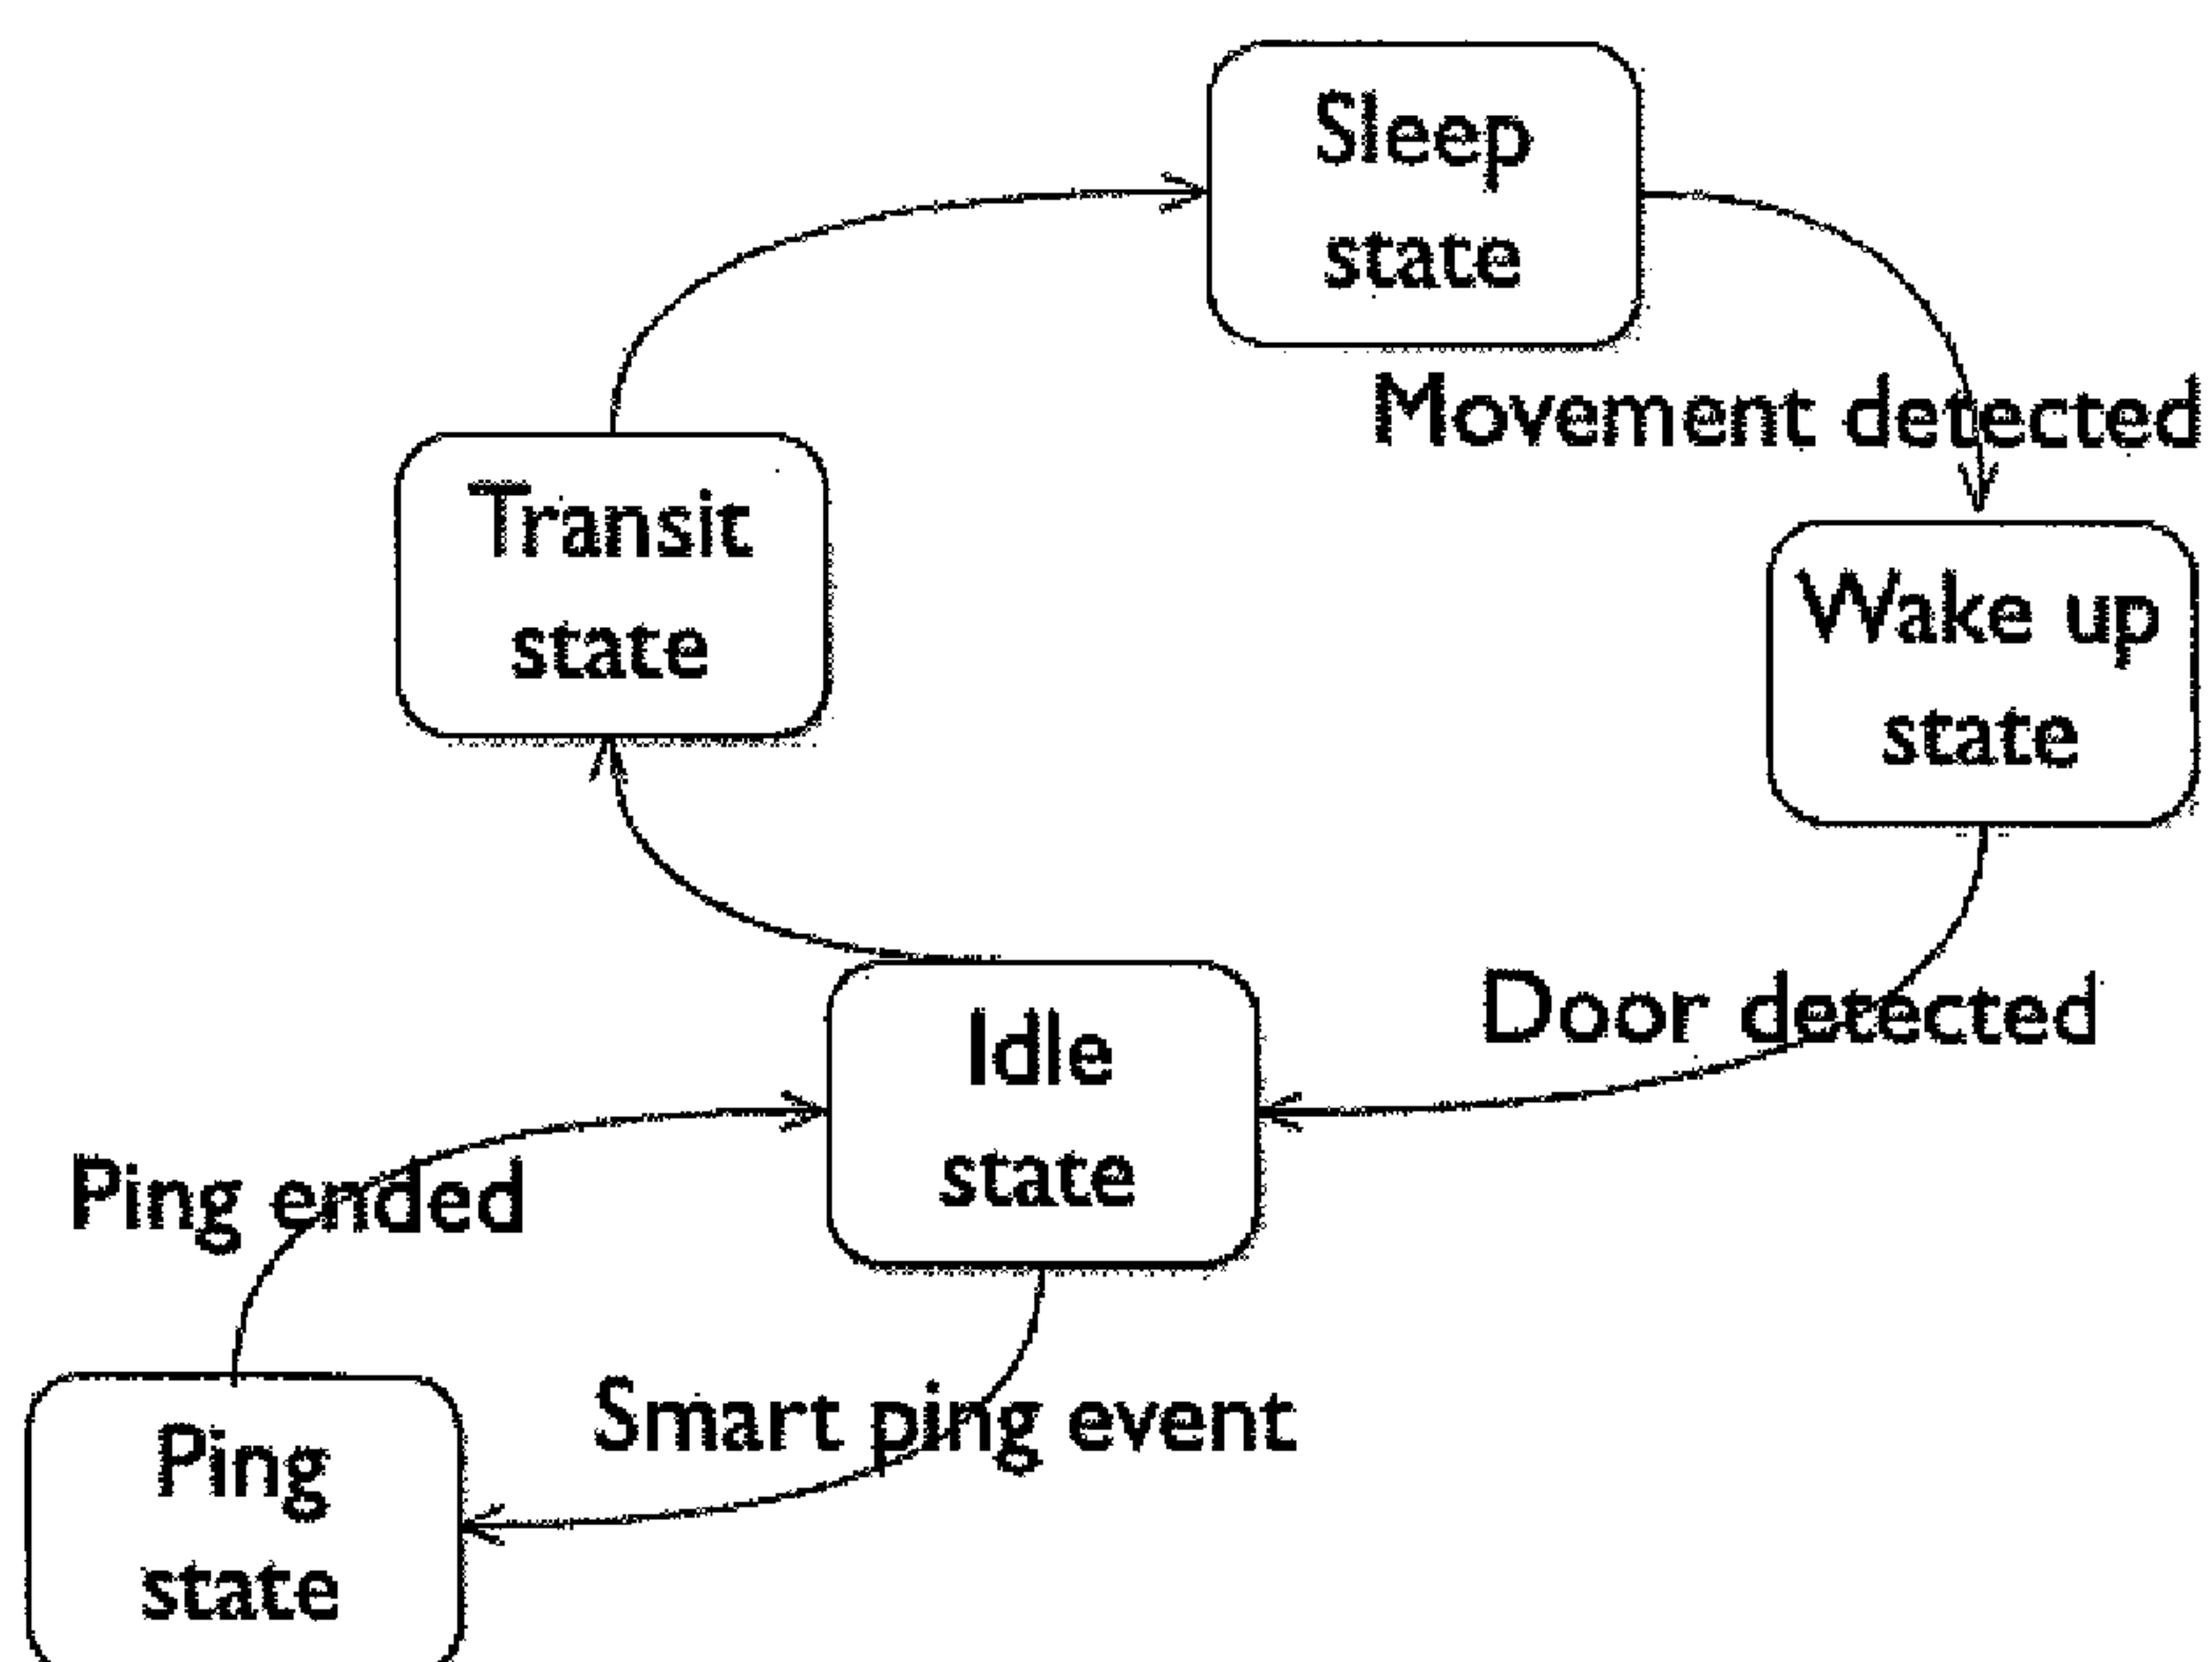 Sleep
state
Movement detected
Transit
state
Wake up
state
Door detected
Idle
state
Ping ended
Smart ping event
Ping
state